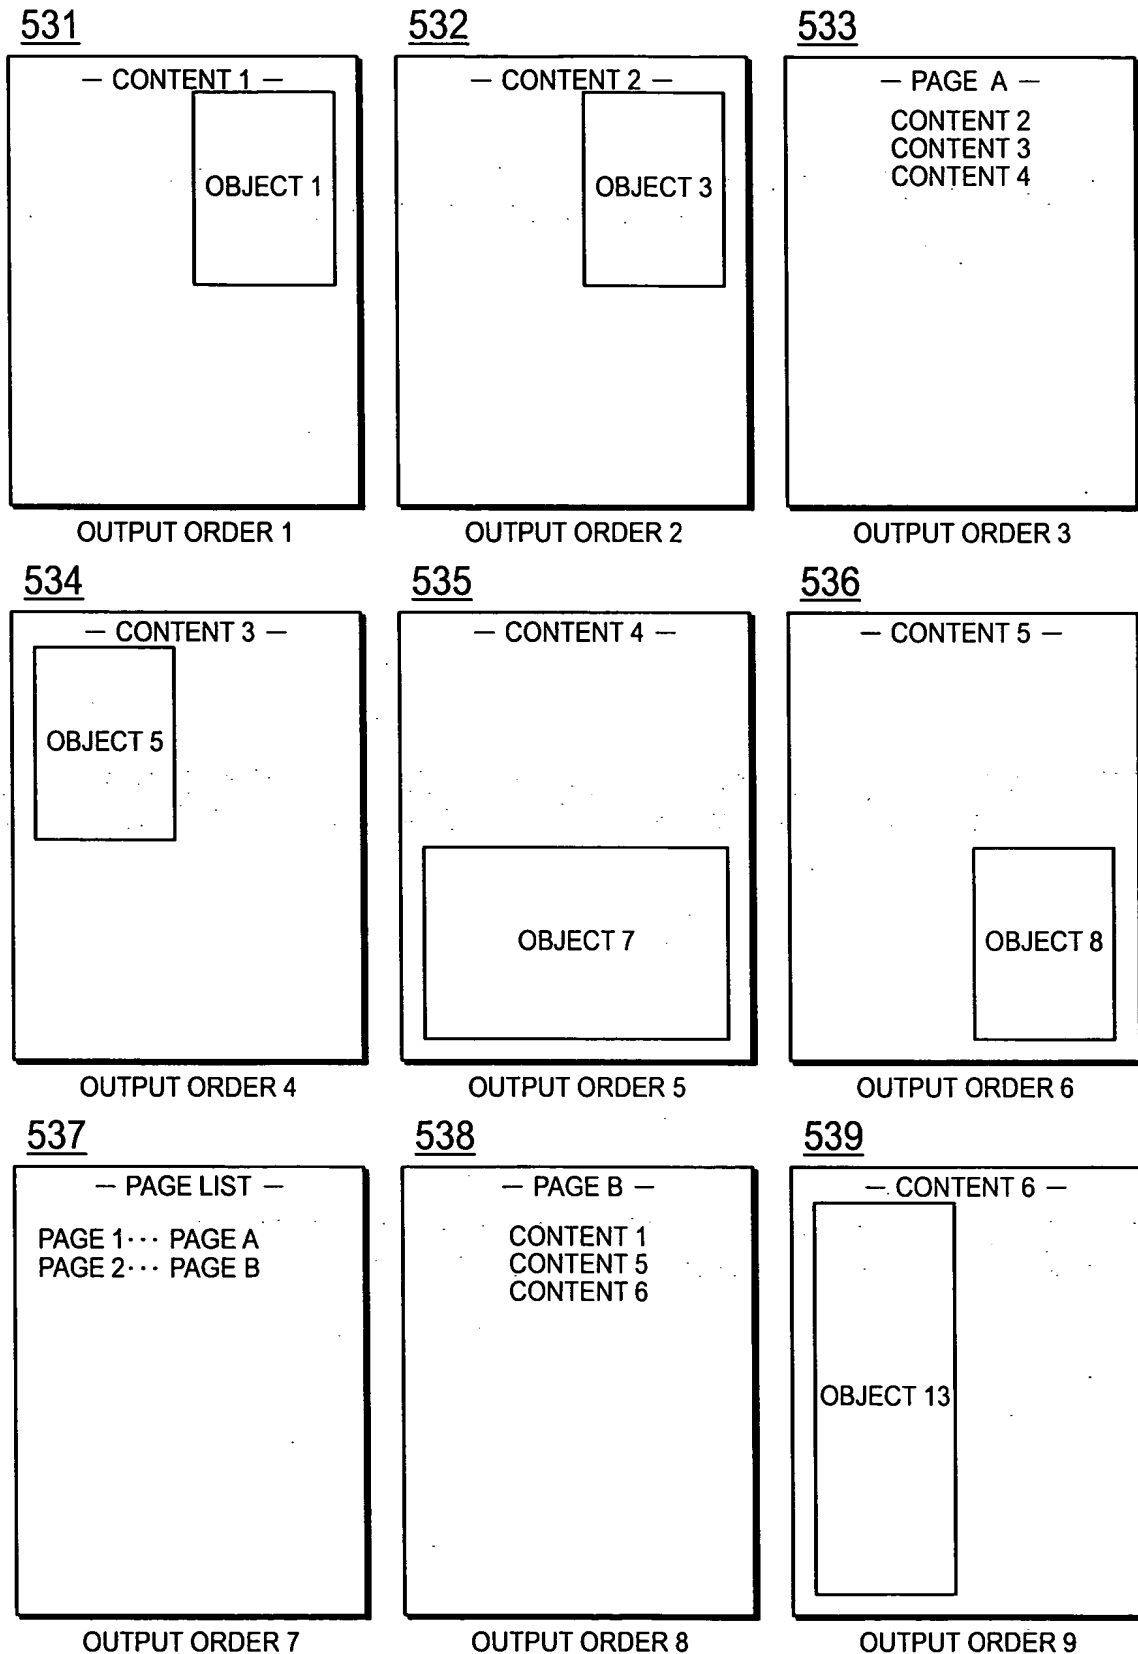 531
— CONTENT 1 —
OBJECT 1
OUTPUT ORDER 1
532
— CONTENT 2 —
OBJECT 3
OUTPUT ORDER 2
533
— PAGE A —
CONTENT 2
CONTENT 3
CONTENT 4
OUTPUT ORDER 3
534
— CONTENT 3 —
OBJECT 5
OUTPUT ORDER 4
535
— CONTENT 4 —
OBJECT 7
OUTPUT ORDER 5
536
— CONTENT 5 —
OBJECT 8
OUTPUT ORDER 6
537
— PAGE LIST —
PAGE 1··· PAGE A
PAGE 2··· PAGE B
OUTPUT ORDER 7
538
— PAGE B —
CONTENT 1
CONTENT 5
CONTENT 6
OUTPUT ORDER 8
539
— CONTENT 6 —
OBJECT 13
OUTPUT ORDER 9